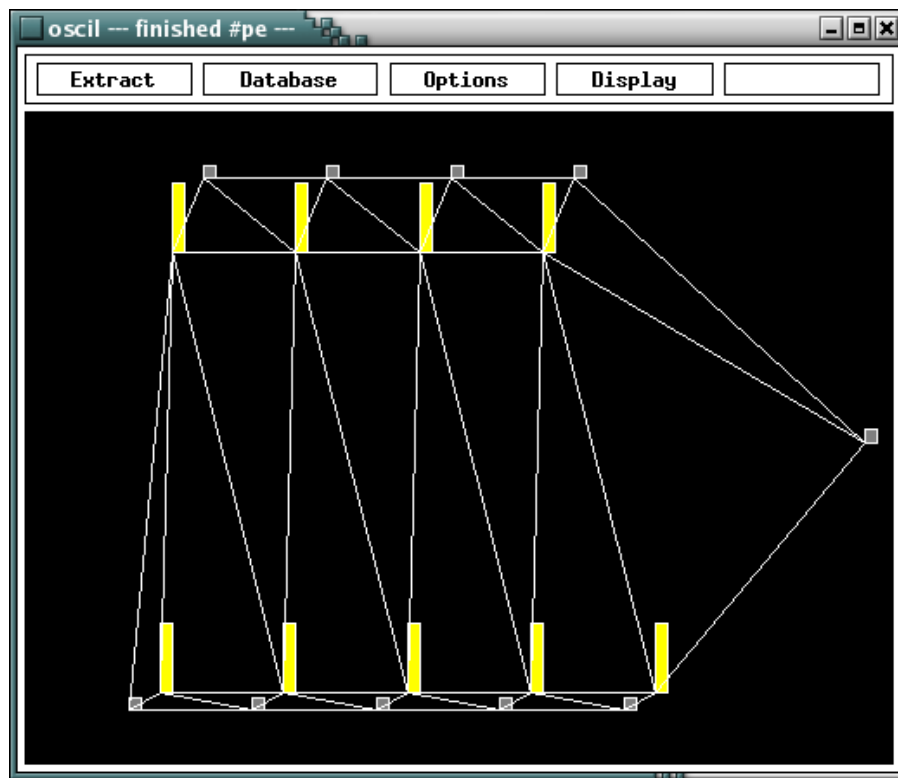 oscil --- finished #pe ---
Extract Database Options Display